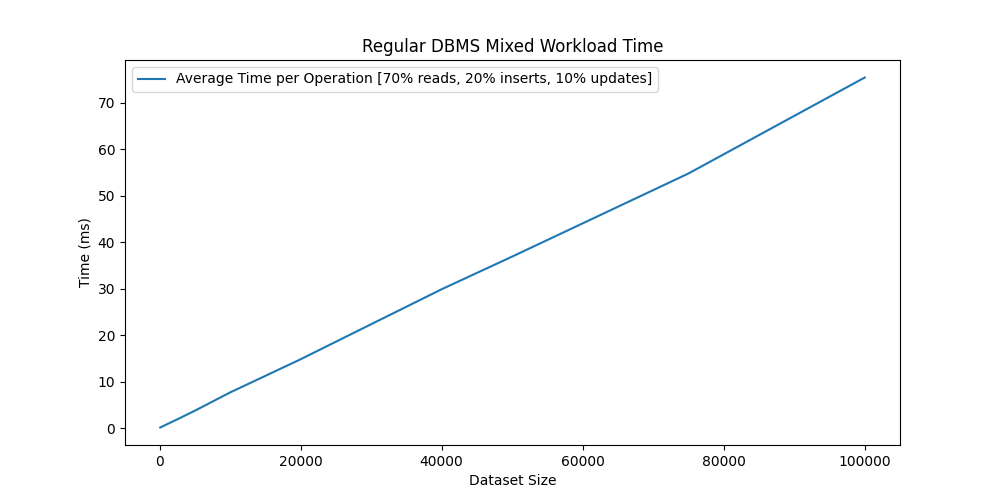 Regular DBMS Mixed Workload Time
Average Time per Operation [70% reads, 20% inserts, 10% updates]
Time (ms)
70
60
50
40
30
20
10
0
0 20000 40000 60000 80000 100000
Dataset Size